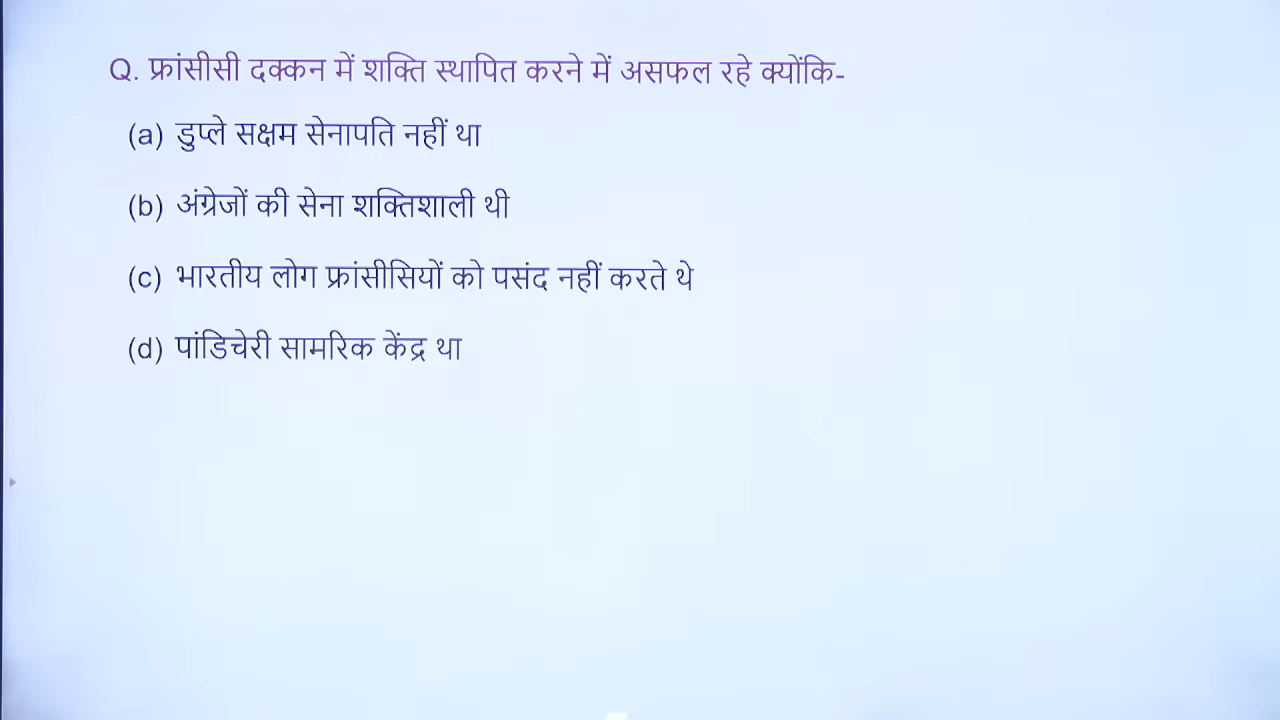 Q. फ्रांसीसी दक्कन में शक्ति स्थापित करने में असफल रहे क्योंकि-
(a) डुप्ले सक्षम सेनापति नहीं था
(b) अंग्रेजों की सेना शक्तिशाली थी
(c) भारतीय लोग फ्रांसीसियों को पसंद नहीं करते थे
(d) पांडिचेरी सामरिक केंद्र था